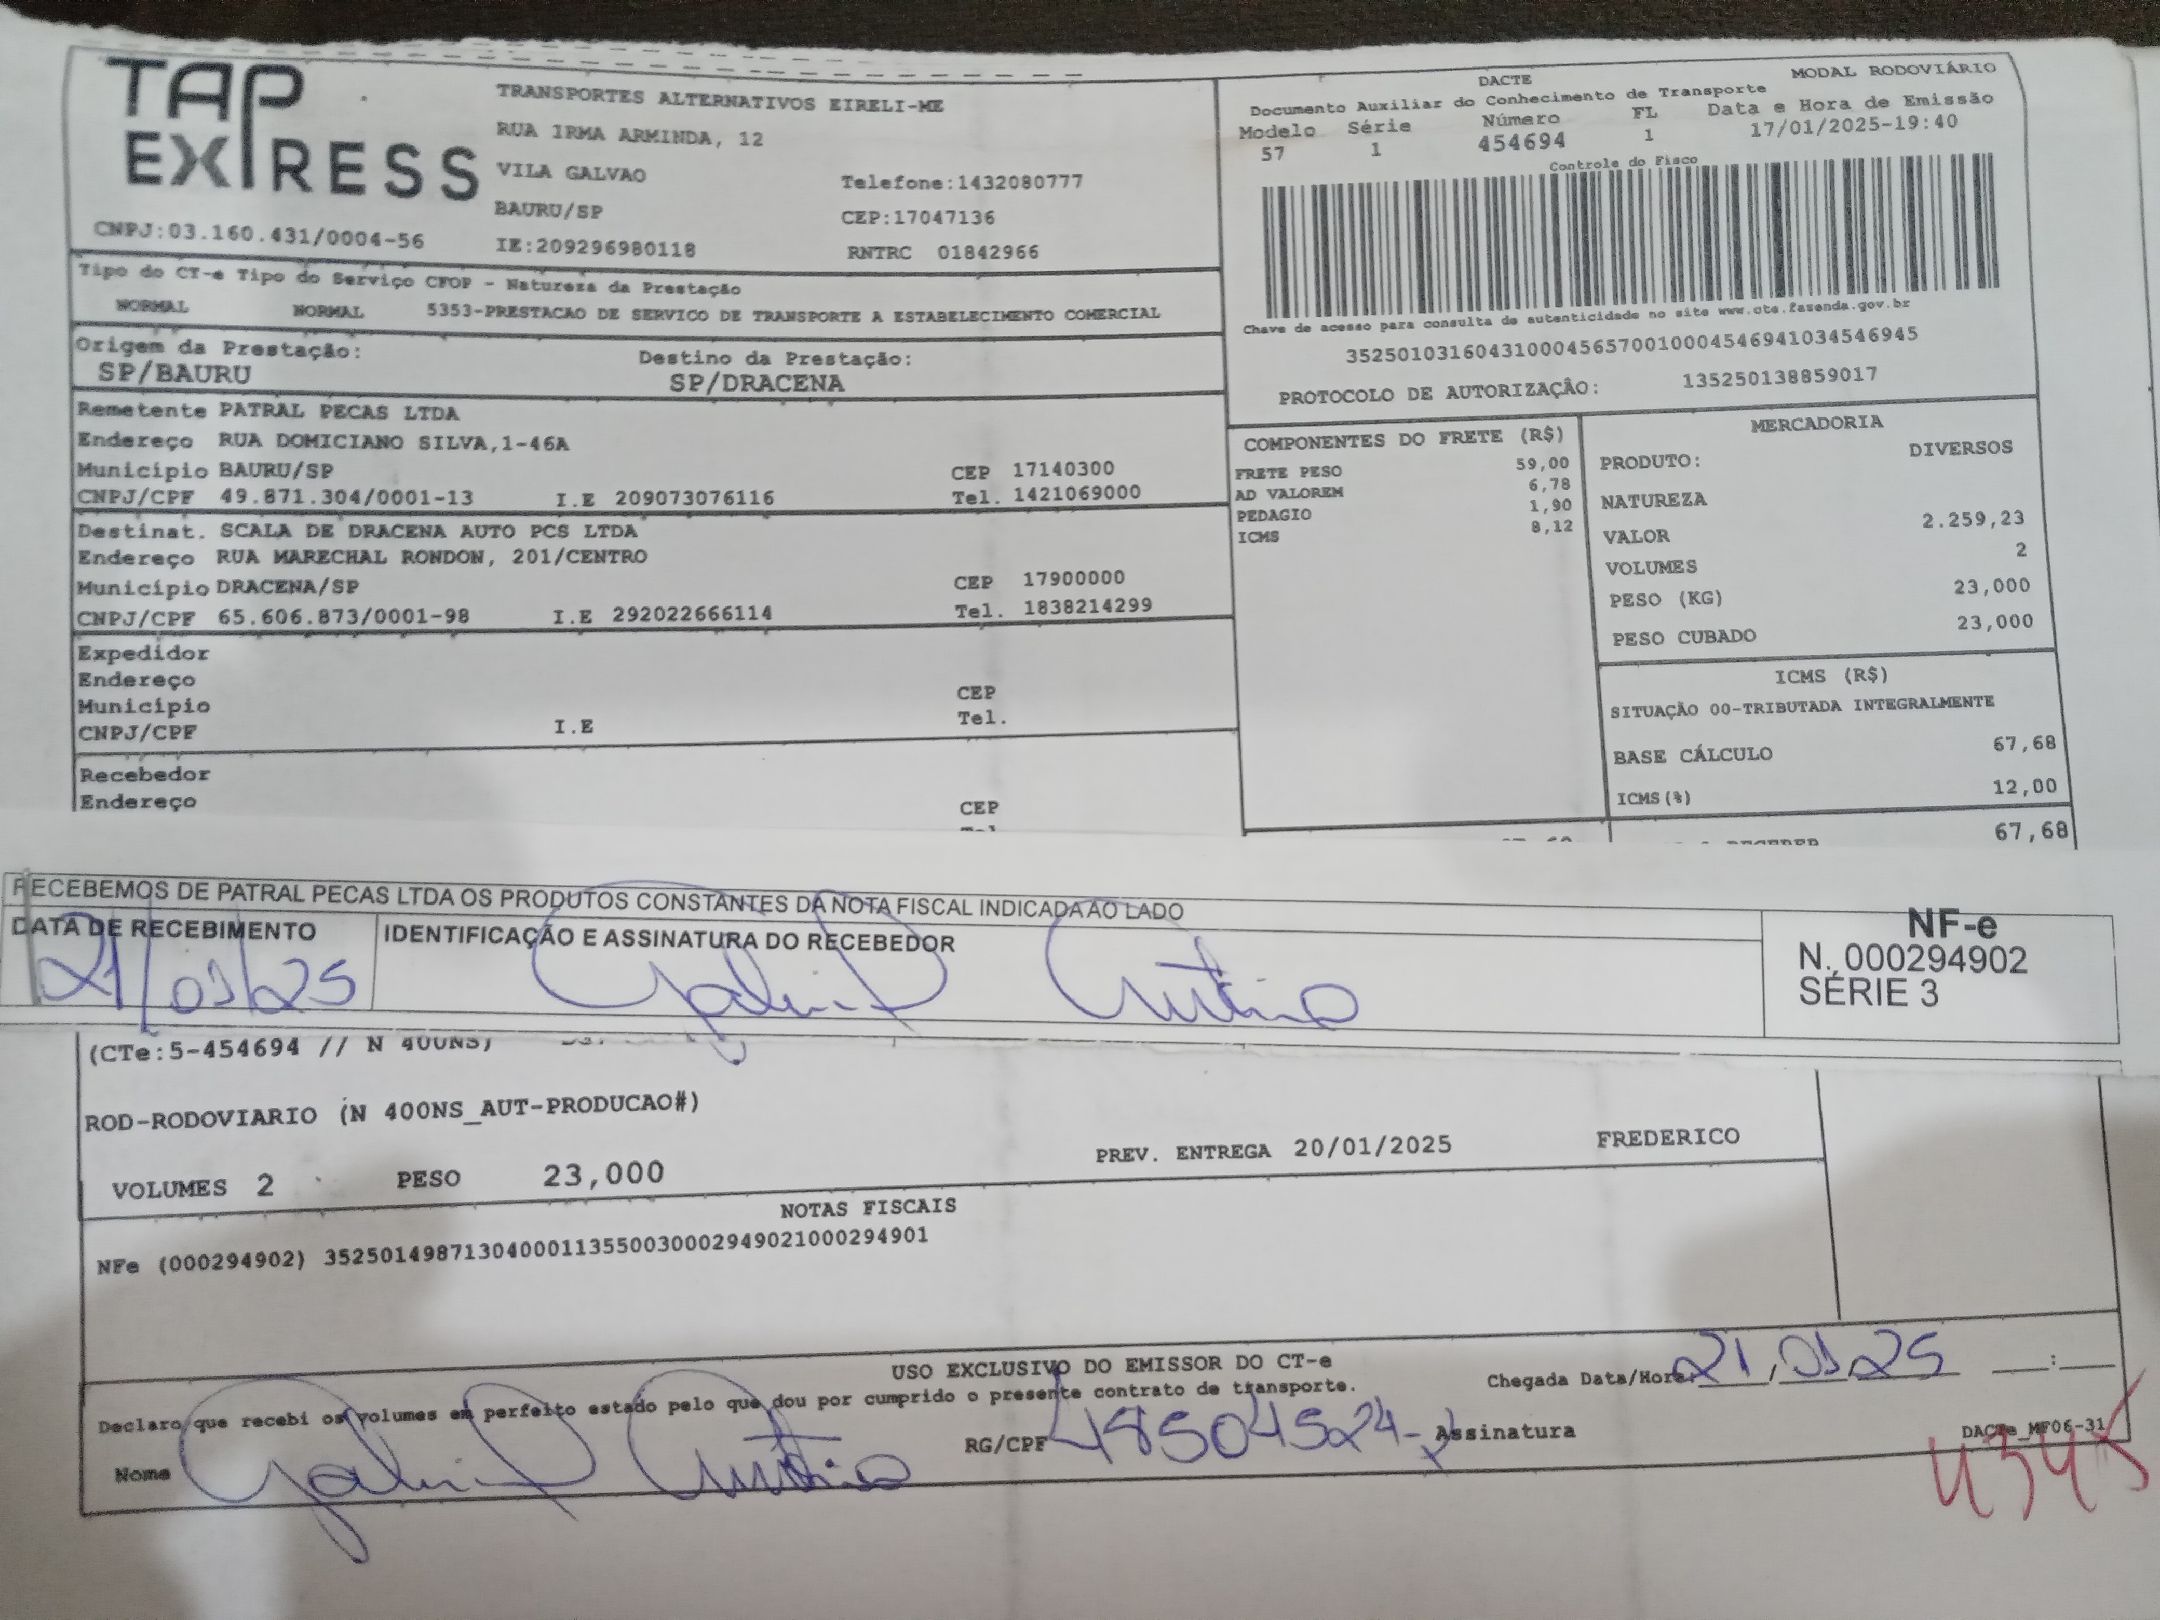 TAP EXPRESS
TRANSPORTES ALTERNATIVOS EIRELI-ME
RUA IRMA ARMINDA, 12
VILA GALVAO Telefone:1432080777
BAURU/SP CEP:17047136
CNPJ:03.160.431/0004-56 IE:209296980118 RNTRC 01842966
DACTE MODAL RODOVIÁRIO
Documento Auxiliar do Conhecimento de Transporte
Modelo Série Número FL Data e Hora de Emissão
57 1 454694 1 17/01/2025-19:40
Controle do Fisco
Chave de acesso para consulta de autenticidade no site www.cte.fazenda.gov.br
35250103160431000456570010004546941034546945
PROTOCOLO DE AUTORIZAÇÃO: 135250138859017
Tipo do CT-e Tipo do Serviço CFOP - Natureza da Prestação
NORMAL NORMAL 5353-PRESTACAO DE SERVICO DE TRANSPORTE A ESTABELECIMENTO COMERCIAL
Origem da Prestação: Destino da Prestação:
SP/BAURU SP/DRACENA
Remetente PATRAL PECAS LTDA
Endereço RUA DOMICIANO SILVA,1-46A
Município BAURU/SP CEP 17140300
CNPJ/CPF 49.871.304/0001-13 I.E 209073076116 Tel. 1421069000
Destinat. SCALA DE DRACENA AUTO PCS LTDA
Endereço RUA MARECHAL RONDON, 201/CENTRO
Município DRACENA/SP CEP 17900000
CNPJ/CPF 65.606.873/0001-98 I.E 292022666114 Tel. 1838214299
Expedidor
Endereço
Município CEP
CNPJ/CPF I.E Tel.
Recebedor
Endereço CEP
COMPONENTES DO FRETE (R$)
FRETE PESO 59,00
AD VALOREM 6,78
PEDAGIO 1,90
ICMS 8,12
MERCADORIA
PRODUTO: DIVERSOS
NATUREZA
VALOR 2.259,23
VOLUMES 2
PESO (KG) 23,000
PESO CUBADO 23,000
ICMS (R$)
SITUAÇÃO 00-TRIBUTADA INTEGRALMENTE
BASE CÁLCULO 67,68
ICMS(%) 12,00
67,68
RECEBEMOS DE PATRAL PECAS LTDA OS PRODUTOS CONSTANTES DA NOTA FISCAL INDICADA AO LADO
DATA DE RECEBIMENTO IDENTIFICAÇÃO E ASSINATURA DO RECEBEDOR
21/01/25
NF-e
N. 000294902
SÉRIE 3
(CTe:5-454694 // N 400NS)
ROD-RODOVIARIO (N 400NS_AUT-PRODUCAO#)
PREV. ENTREGA 20/01/2025 FREDERICO
VOLUMES 2 PESO 23,000
NOTAS FISCAIS
NFe (000294902) 35250149871304000113550030002949021000294901
USO EXCLUSIVO DO EMISSOR DO CT-e
Declaro que recebi os volumes em perfeito estado pelo que dou por cumprido o presente contrato de transporte.
Chegada Data/Hora: 21/01/25 __:__
Nome RG/CPF 48504524- Assinatura
DACTe_MF06-31